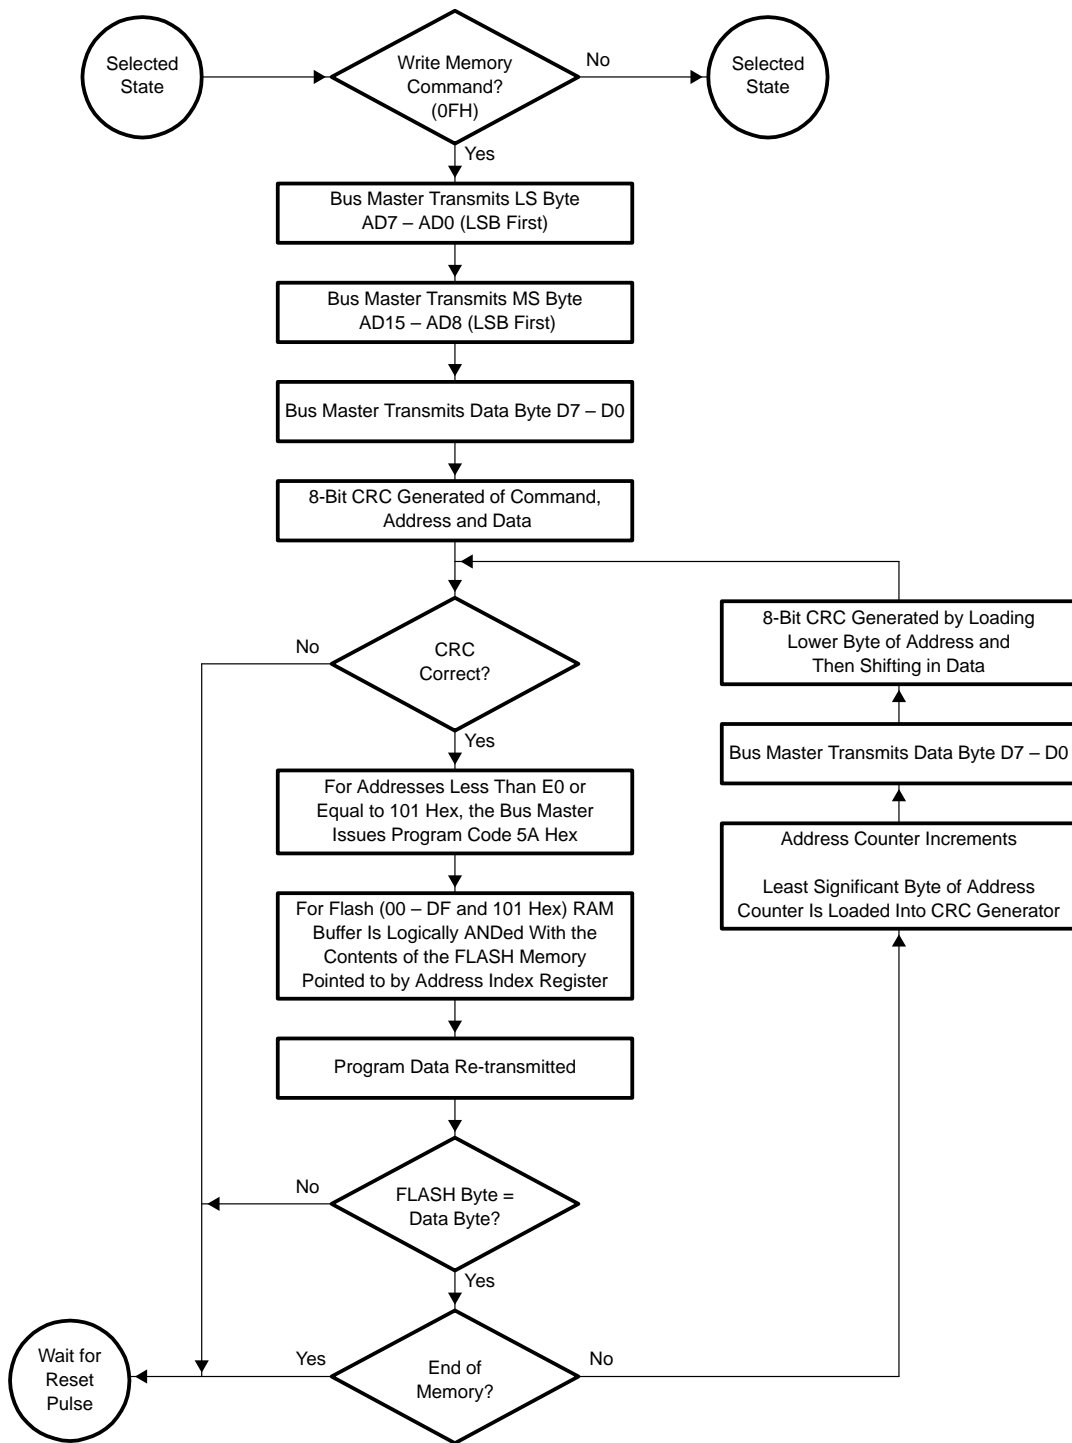 Selected
State
Write Memory
Command?
(0FH)
No
Selected
State
Yes
Bus Master Transmits LS Byte
AD7 – AD0 (LSB First)
Bus Master Transmits MS Byte
AD15 – AD8 (LSB First)
Bus Master Transmits Data Byte D7 – D0
8-Bit CRC Generated of Command,
Address and Data
No
CRC
Correct?
Yes
8-Bit CRC Generated by Loading
Lower Byte of Address and
Then Shifting in Data
Bus Master Transmits Data Byte D7 – D0
For Addresses Less Than E0 or
Equal to 101 Hex, the Bus Master
Issues Program Code 5A Hex
Address Counter Increments
Least Significant Byte of Address
Counter Is Loaded Into CRC Generator
For Flash (00 – DF and 101 Hex) RAM
Buffer Is Logically ANDed With the
Contents of the FLASH Memory
Pointed to by Address Index Register
Program Data Re-transmitted
No
FLASH Byte =
Data Byte?
Yes
Wait for
Reset
Pulse
Yes
End of
Memory?
No